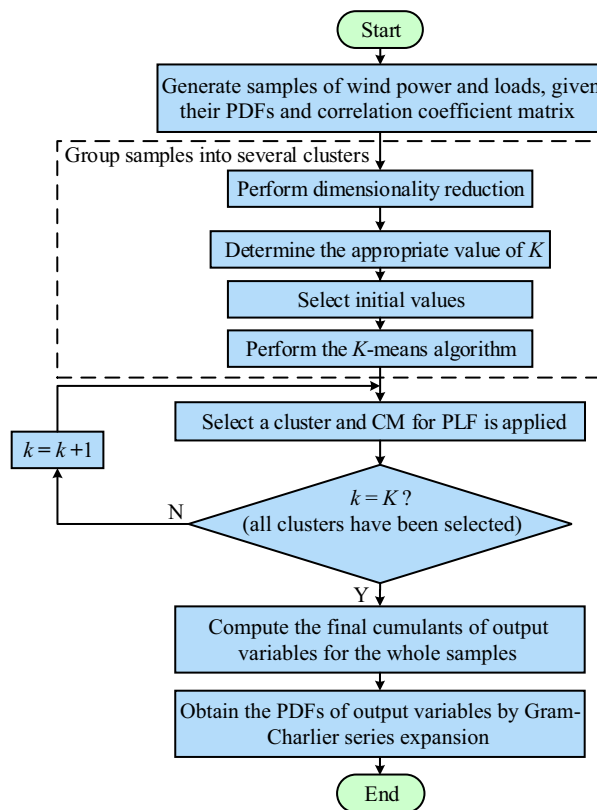 Start
Generate samples of wind power and loads, given
their PDFs and correlation coefficient matrix
Group samples into several clusters
Perform dimensionality reduction
Determine the appropriate value of K
Select initial values
Perform the K-means algorithm
Select a cluster and CM for PLF is applied
k = k +1
k = K ?
(all clusters have been selected)
N
Y
Compute the final cumulants of output
variables for the whole samples
Obtain the PDFs of output variables by Gram-
Charlier series expansion
End